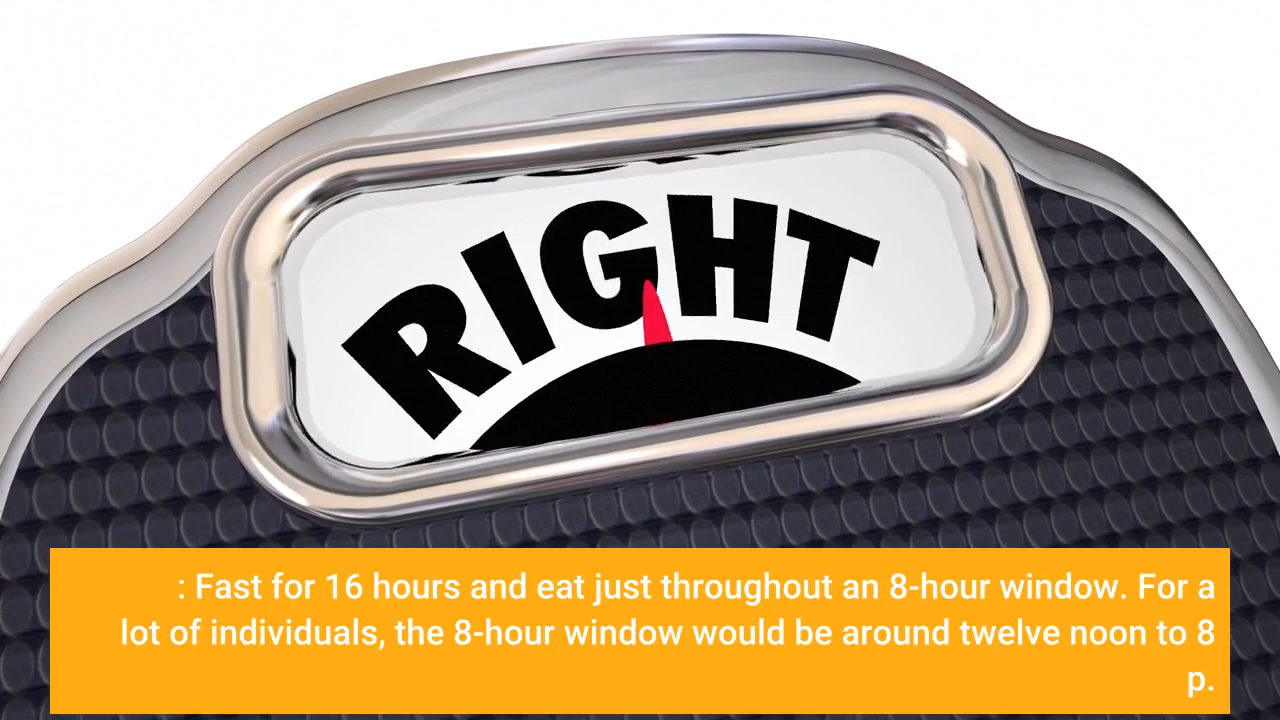 RIGHT
: Fast for 16 hours and eat just throughout an 8-hour window. For a
lot of individuals, the 8-hour window would be around twelve noon to 8
p.